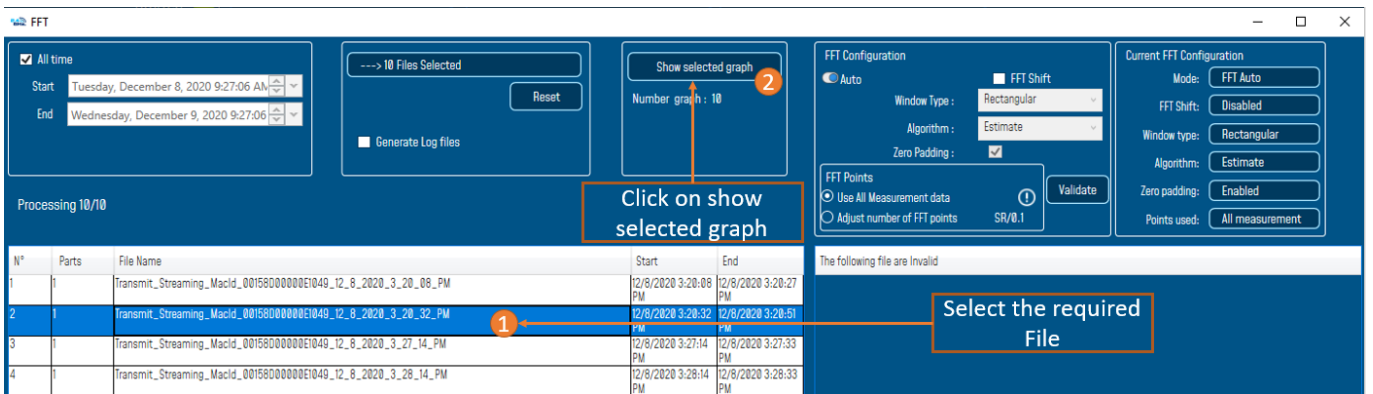 FFT
All time
Start Tuesday, December 8, 2020 9:27:06 AM
End Wednesday, December 9, 2020 9:27:06
---> 10 Files Selected
Reset
Generate Log files
Show selected graph
2
Number graph : 10
FFT Configuration
Auto
FFT Shift
Window Type : Rectangular
Algorithm : Estimate
Zero Padding :
FFT Points
Use All Measurement data
Adjust number of FFT points SR/0.1
Validate
Current FFT Configuration
Mode: FFT Auto
FFT Shift: Disabled
Window type: Rectangular
Algorithm: Estimate
Zero padding: Enabled
Points used: All measurement
Processing 10/10
Click on show
selected graph
N° Parts File Name Start End
1 1 Transmit_Streaming_MacId_00158D00000E1049_12_8_2020_3_20_08_PM 12/8/2020 3:20:08 12/8/2020 3:20:27
PM PM
2 1 Transmit_Streaming_MacId_00158D00000E1049_12_8_2020_3_20_32_PM 12/8/2020 3:20:32 12/8/2020 3:20:51
PM PM
1
3 1 Transmit_Streaming_MacId_00158D00000E1049_12_8_2020_3_27_14_PM 12/8/2020 3:27:14 12/8/2020 3:27:33
PM PM
4 1 Transmit_Streaming_MacId_00158D00000E1049_12_8_2020_3_28_14_PM 12/8/2020 3:28:14 12/8/2020 3:28:33
PM PM
The following file are Invalid
Select the required
File